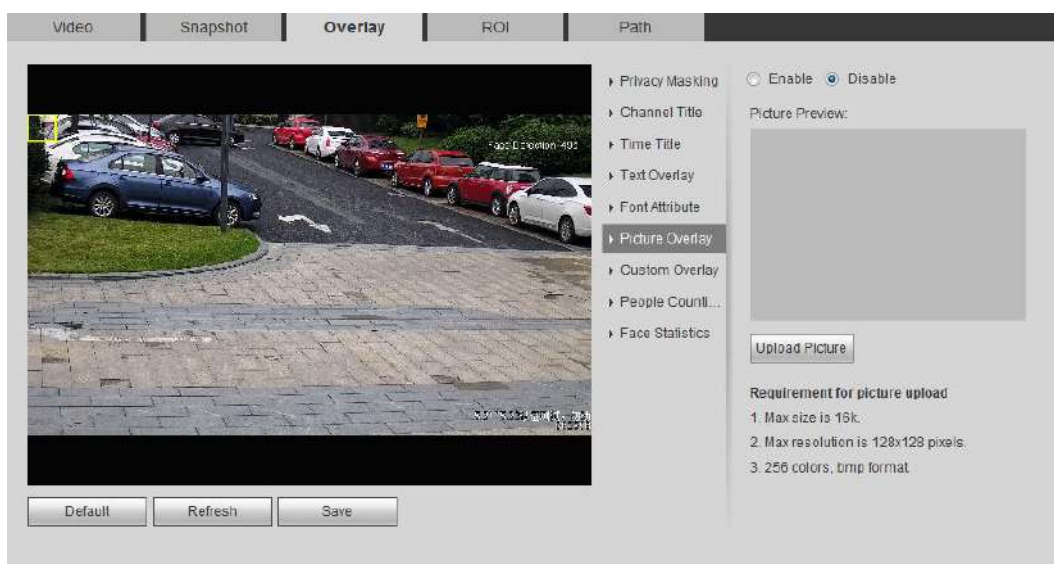 Video
Snapshot
Overlay
ROI
Path
Face Detection
Privacy Masking
Channel Title
Time Title
Text Overlay
Font Attribute
Picture Overlay
Custom Overlay
People Counti...
Face Statistics
Enable
Disable
Picture Preview:
Upload Picture
Requirement for picture upload
1. Max size is 16k.
2. Max resolution is 128x128 pixels.
3. 256 colors, bmp format
Default
Refresh
Save